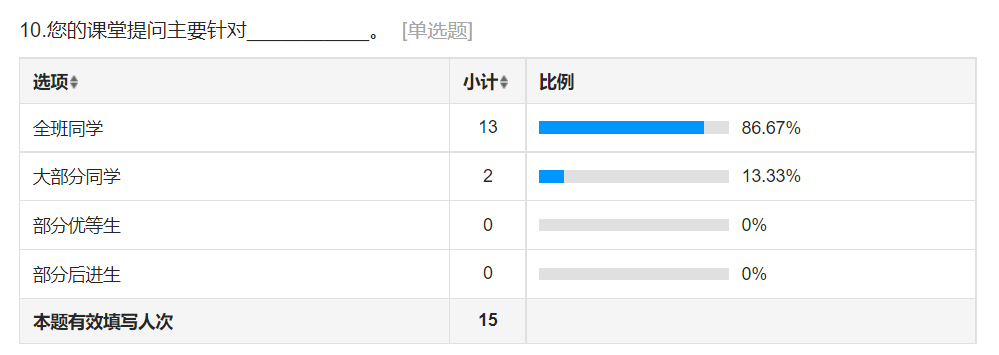 10.您的课堂提问主要针对____________。 [单选题]
选项 小计 比例
全班同学 13 86.67%
大部分同学 2 13.33%
部分优等生 0 0%
部分后进生 0 0%
本题有效填写人次 15